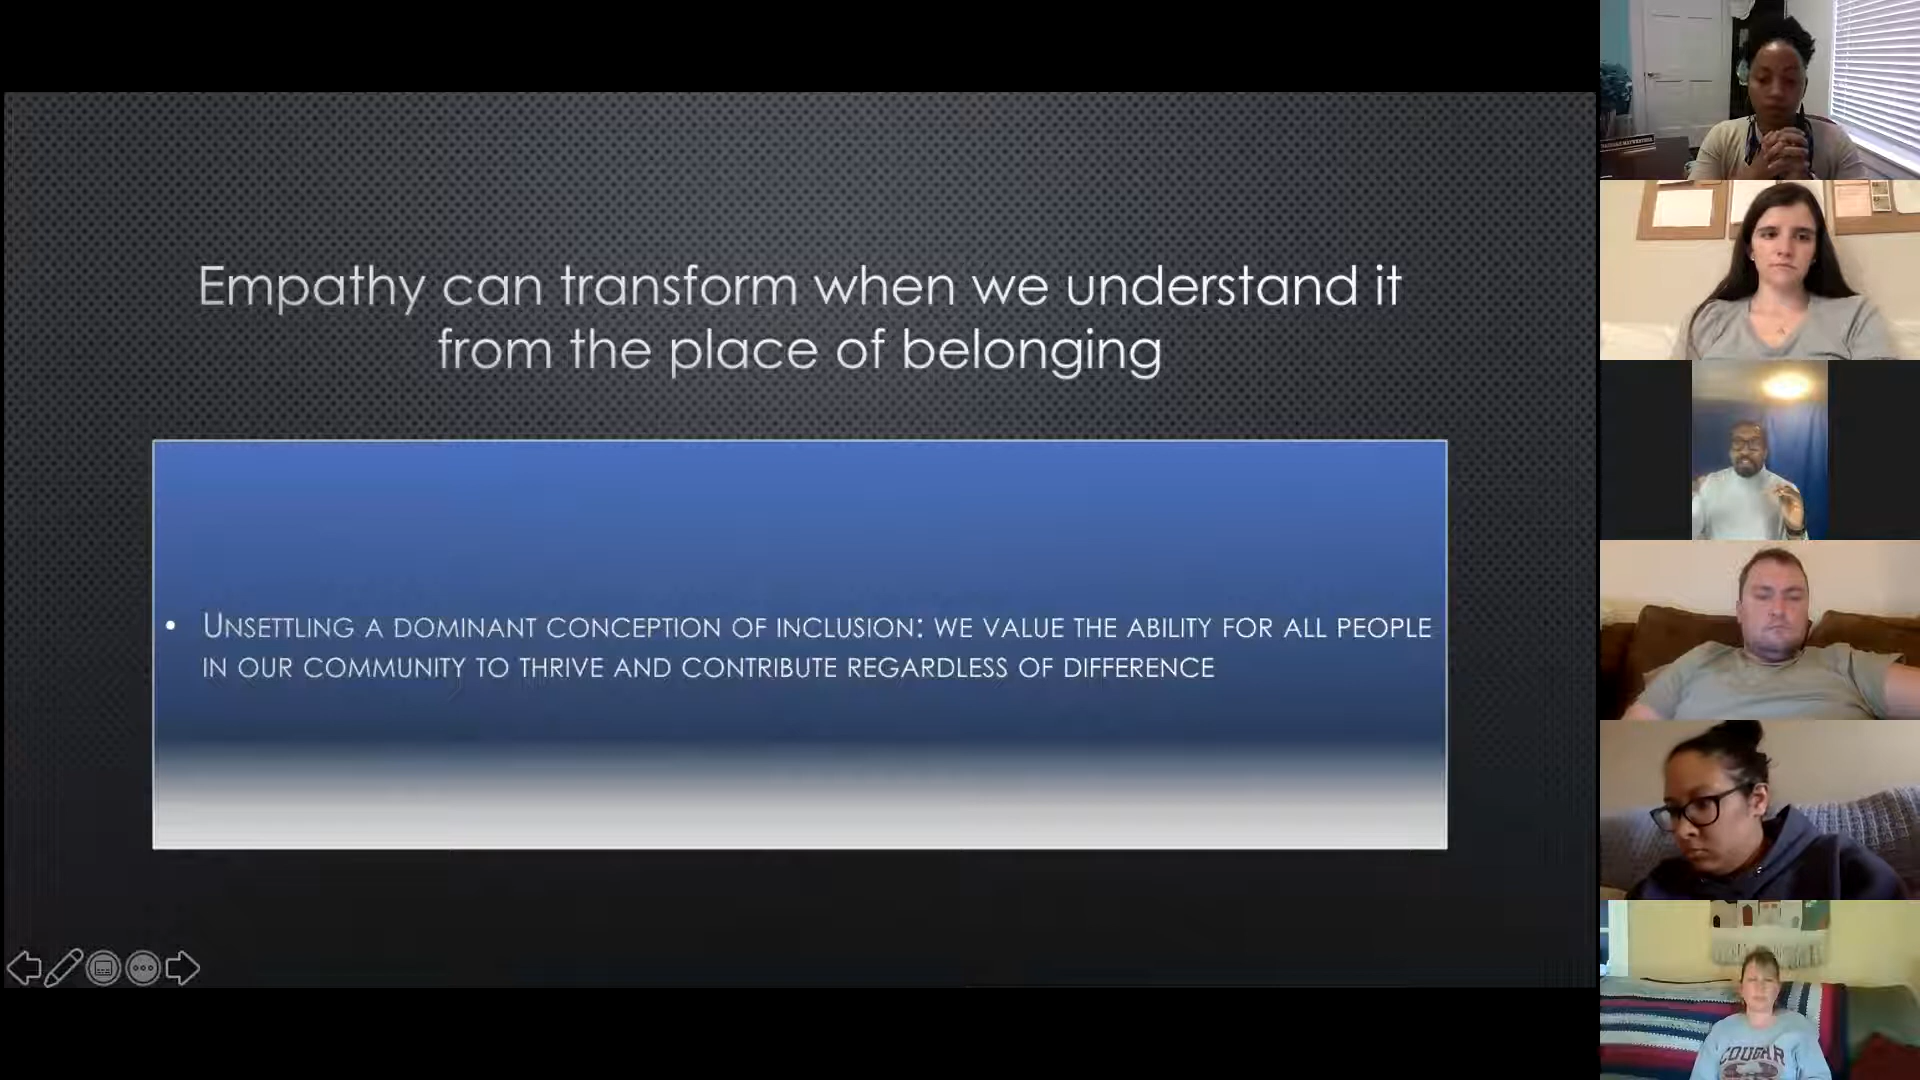 Empathy can transform when we understand it
from the place of belonging
• Unsettling a dominant conception of inclusion: we value the ability for all people
in our community to thrive and contribute regardless of difference
COUGAR